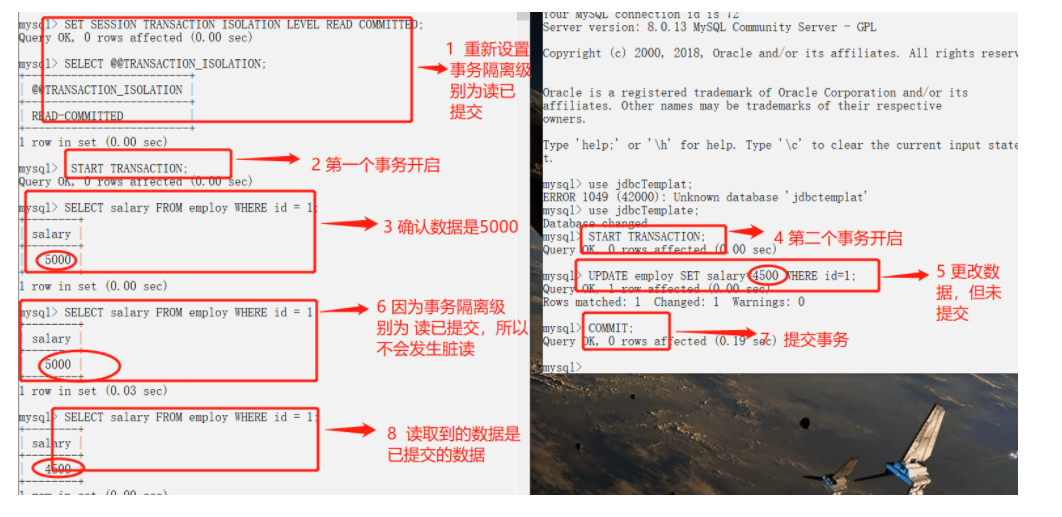 mysql> SET SESSION TRANSACTION ISOLATION LEVEL READ COMMITTED;
Query OK, 0 rows affected (0.00 sec)
mysql> SELECT @@TRANSACTION_ISOLATION;
@@TRANSACTION_ISOLATION
READ-COMMITTED
1 row in set (0.00 sec)
mysql> START TRANSACTION;
Query OK, 0 rows affected (0.00 sec)
mysql> SELECT salary FROM employ WHERE id = 1;
salary
5000
1 row in set (0.00 sec)
mysql> SELECT salary FROM employ WHERE id = 1
salary
5000
1 row in set (0.03 sec)
mysql> SELECT salary FROM employ WHERE id = 1;
salary
4500
1 row in set (0.00 sec)
1 重新设置
事务隔离级
别为读已
提交
2 第一个事务开启
3 确认数据是5000
6 因为事务隔离级
别为 读已提交，所以
不会发生脏读
8 读取到的数据是
已提交的数据
Your MySQL connection id is 72
Server version: 8.0.13 MySQL Community Server - GPL
Copyright (c) 2000, 2018, Oracle and/or its affiliates. All rights reserv
Oracle is a registered trademark of Oracle Corporation and/or its
affiliates. Other names may be trademarks of their respective
owners.
Type 'help;' or '\h' for help. Type '\c' to clear the current input state
t.
mysql> use jdbcTemplat;
ERROR 1049 (42000): Unknown database 'jdbctemplat'
mysql> use jdbcTemplate;
Database changed
mysql> START TRANSACTION;
Query OK, 0 rows affected (0.00 sec)
mysql> UPDATE employ SET salary=4500 WHERE id=1;
Query OK, 1 row affected (0.00 sec)
Rows matched: 1 Changed: 1 Warnings: 0
mysql> COMMIT;
Query OK, 0 rows affected (0.19 sec)
mysql>
4 第二个事务开启
5 更改数
据，但未
提交
7 提交事务